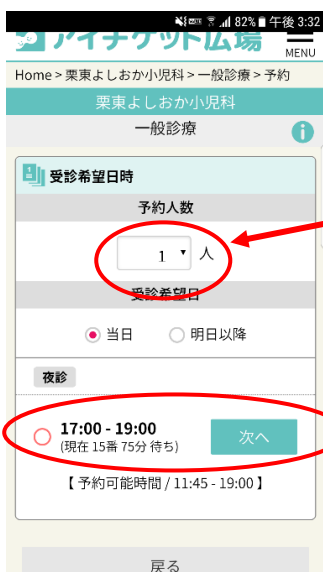 82% 午後 3:32
アイチケット広場
MENU
Home > 栗東よしおか小児科 > 一般診療 > 予約
栗東よしおか小児科
一般診療
i
受診希望日時
予約人数
1 人
受診希望日
当日 明日以降
夜診
17:00 - 19:00
(現在 15番 75分 待ち)
次へ
【 予約可能時間 / 11:45 - 19:00 】
戻る